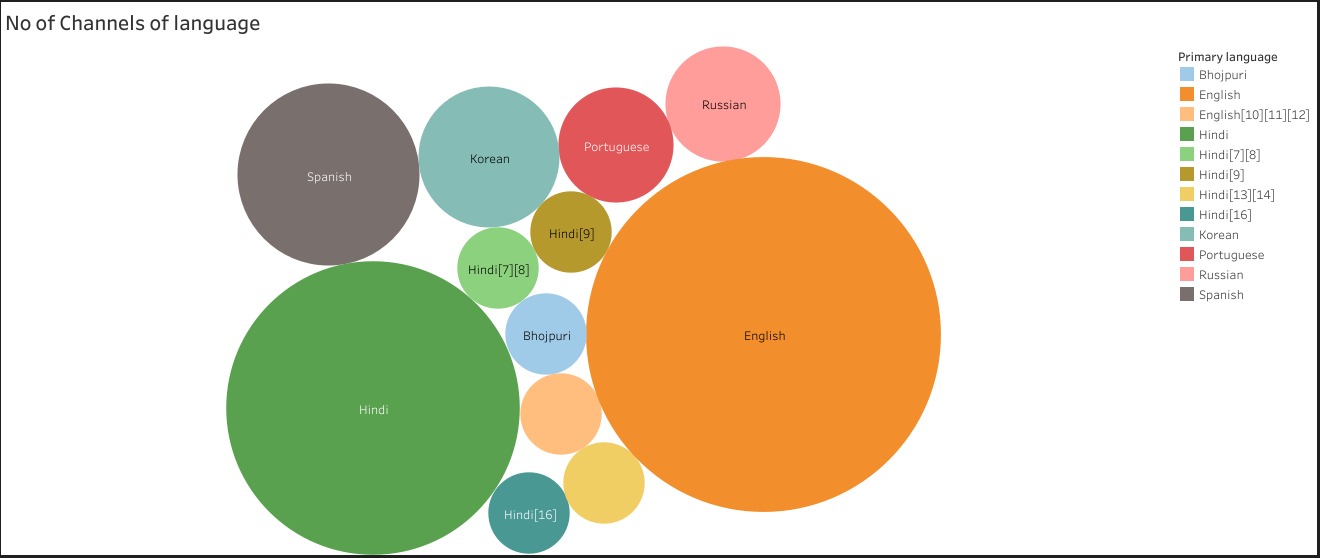 No of Channels of language
Russian
Portuguese
Korean
Spanish
Hindi[9]
Hindi[7][8]
Bhojpuri
English
Hindi
Hindi[16]
Primary language
Bhojpuri
English
English[10][11][12]
Hindi
Hindi[7][8]
Hindi[9]
Hindi[13][14]
Hindi[16]
Korean
Portuguese
Russian
Spanish